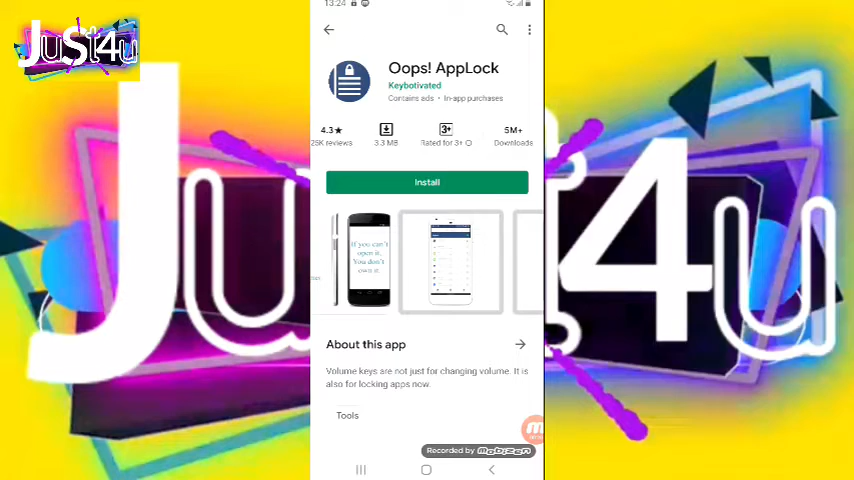 13:24
JuSt4u
Oops! AppLock
Keybotivated
Contains ads • In-app purchases
4.3★
25K reviews
3.3 MB
3+
Rated for 3+
5M+
Downloads
Install
If you can't
open it,
You don't
own it.
About this app
Volume keys are not just for changing volume. It is
also for locking apps now.
Tools
Recorded by Mobizen
JuSt4u